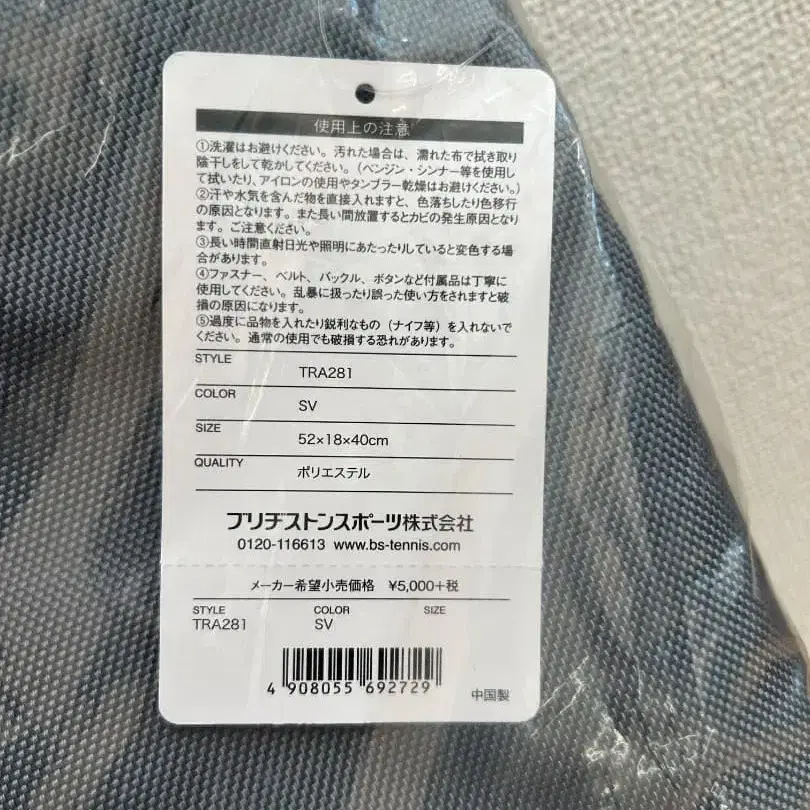 使用上の注意
①洗濯はお避けください。汚れた場合は、濡れた布で拭き取り
陰干しをして乾かしてください。（ベンジン・シンナー等を使用し
て拭いたり、アイロンの使用やタンブラー乾燥はお避けください。）
②汗や水気を含んだ物を直接入れますと、色落ちしたり色移行
の原因となります。また長い間放置するとカビの発生原因となり
ます。ご注意ください。
③長い時間直射日光や照明にあたったりしていると変色する場
合があります。
④ファスナー、ベルト、バックル、ボタンなど付属品は丁寧に
使用してください。乱暴に扱ったり誤った使い方をされますと破
損の原因になります。
⑤過度に品物を入れたり鋭利なもの（ナイフ等）を入れないで
ください。通常の使用でも破損する恐れがあります。
STYLE TRA281
COLOR SV
SIZE 52×18×40cm
QUALITY ポリエステル
ブリヂストンスポーツ株式会社
0120-116613 www.bs-tennis.com
メーカー希望小売価格 ¥5,000+税
STYLE COLOR SIZE
TRA281 SV
4 908055 692729
中国製